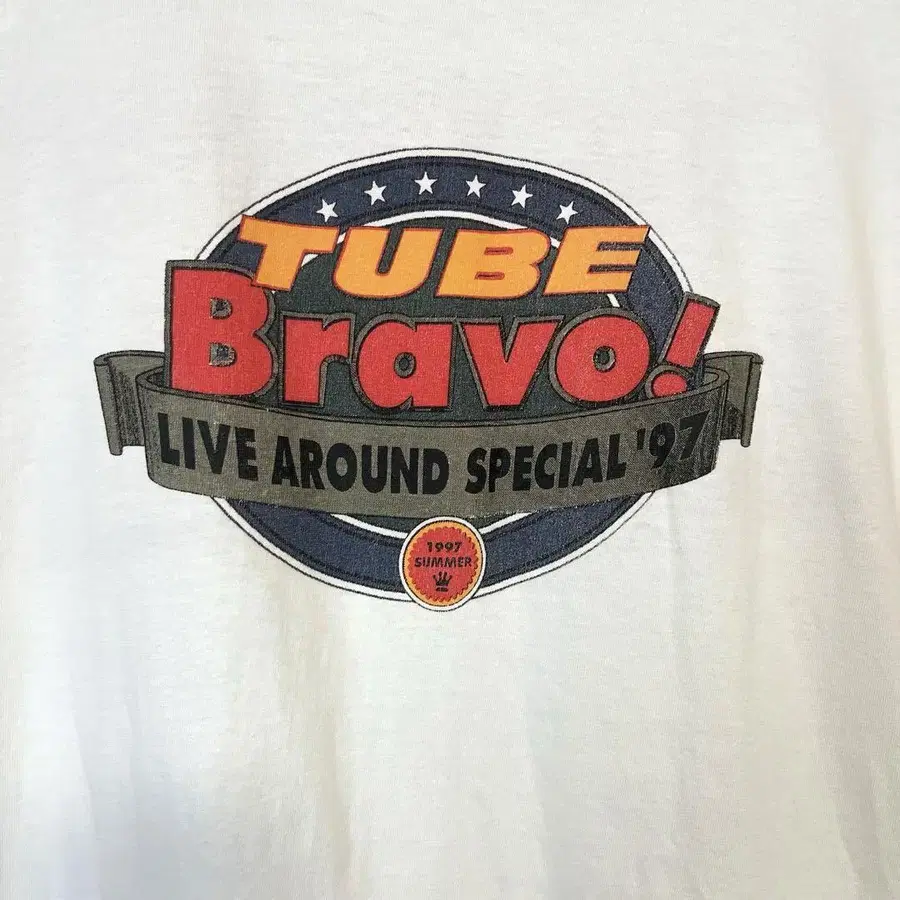 TUBE
Bravo!
LIVE AROUND SPECIAL '97
1997
SUMMER